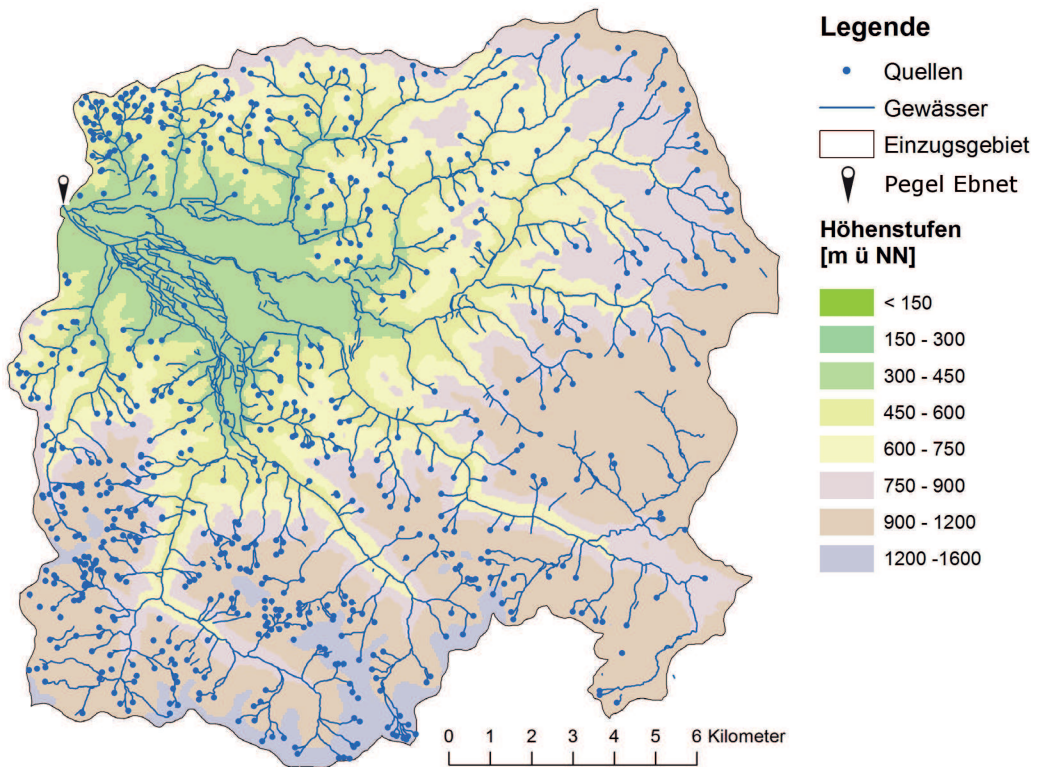 Legende
Quellen
Gewässer
Einzugsgebiet
Pegel Ebnet
Höhenstufen
[m ü NN]
< 150
150 - 300
300 - 450
450 - 600
600 - 750
750 - 900
900 - 1200
1200 -1600
0 1 2 3 4 5 6 Kilometer